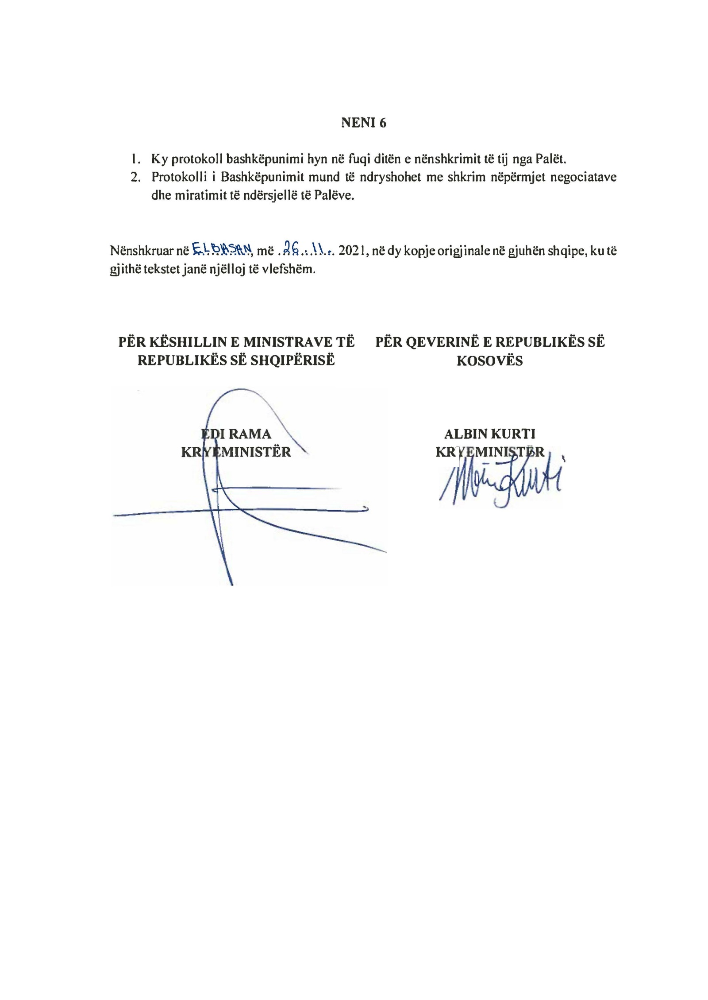 NENI 6
1. Ky protokoll bashkëpunimi hyn në fuqi ditën e nënshkrimit të tij nga Palët.
2. Protokolli i Bashkëpunimit mund të ndryshohet me shkrim nëpërmjet negociatave
dhe miratimit të ndërsjellë të Palëve.
Nënshkruar në ELBASAN, më 26.11. 2021, në dy kopje origjinale në gjuhën shqipe, ku të
gjithë tekstet janë njëlloj të vlefshëm.
PËR KËSHILLIN E MINISTRAVE TË
REPUBLIKËS SË SHQIPËRISË
EDI RAMA
KRYEMINISTËR
PËR QEVERINË E REPUBLIKËS SË
KOSOVËS
ALBIN KURTI
KRYEMINISTËR
Kurti